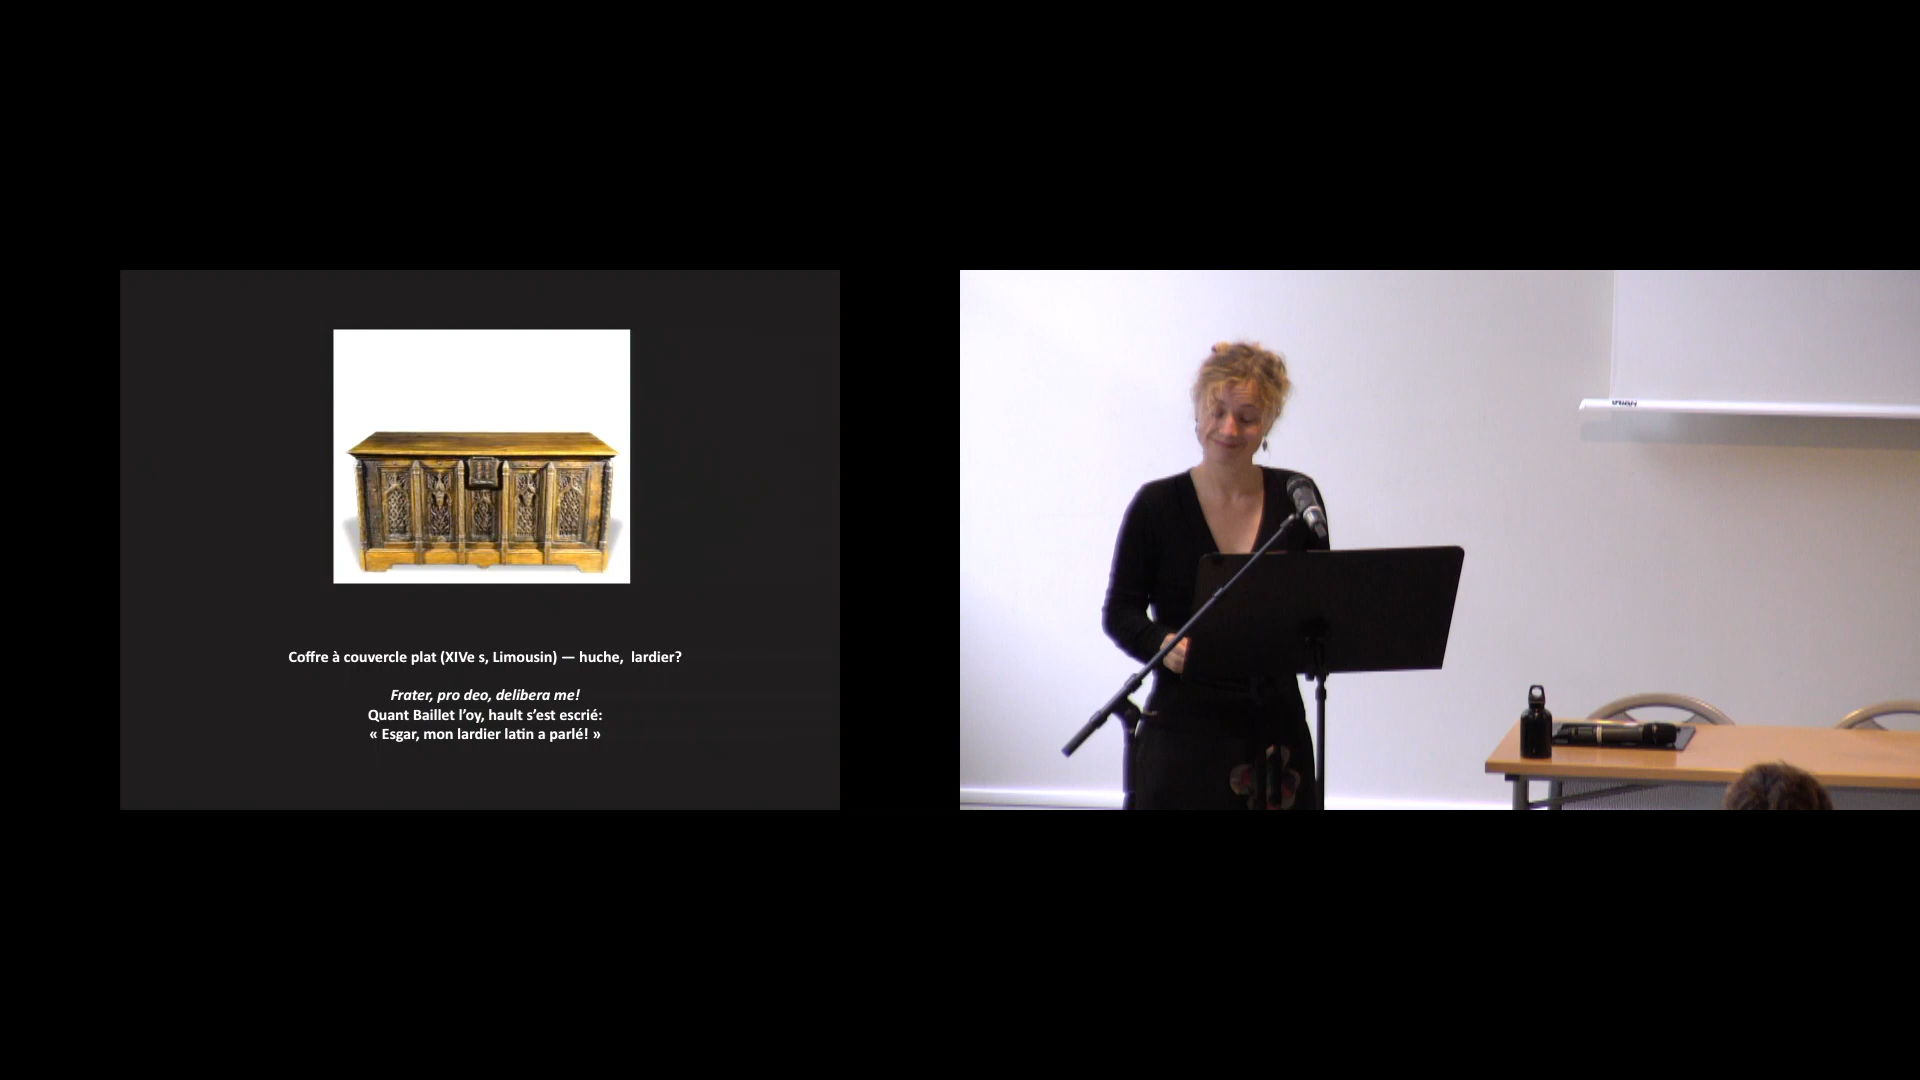 Coffre à couvercle plat (XIVe s, Limousin) — huche, lardier?
Frater, pro deo, delibera me!
Quant Baillet l'oy, hault s'est escrié:
« Esgar, mon lardier latin a parlé! »